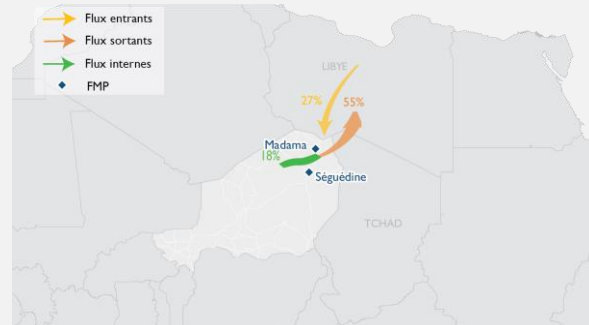 Flux entrants
Flux sortants
Flux internes
FMP
LIBYE
27%
55%
Madama
18%
Séguédine
TCHAD